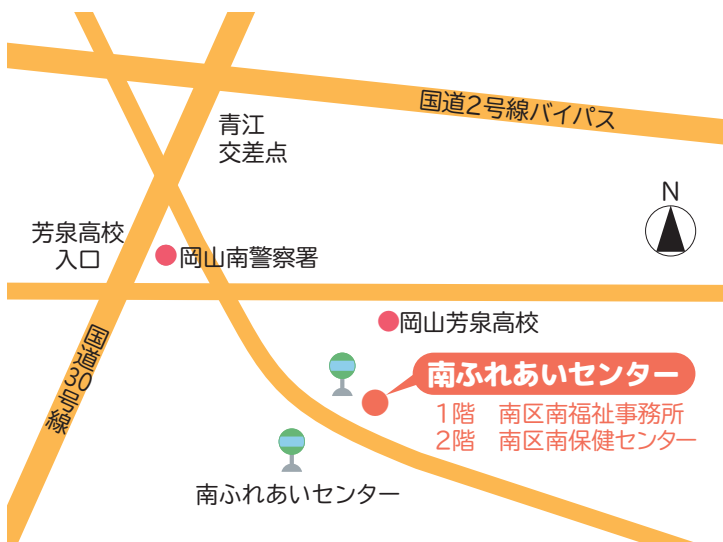 国道2号線バイパス
青江
交差点
N
芳泉高校
入口
岡山南警察署
岡山芳泉高校
国道30号線
南ふれあいセンター
1階　南区南福祉事務所
2階　南区南保健センター
南ふれあいセンター